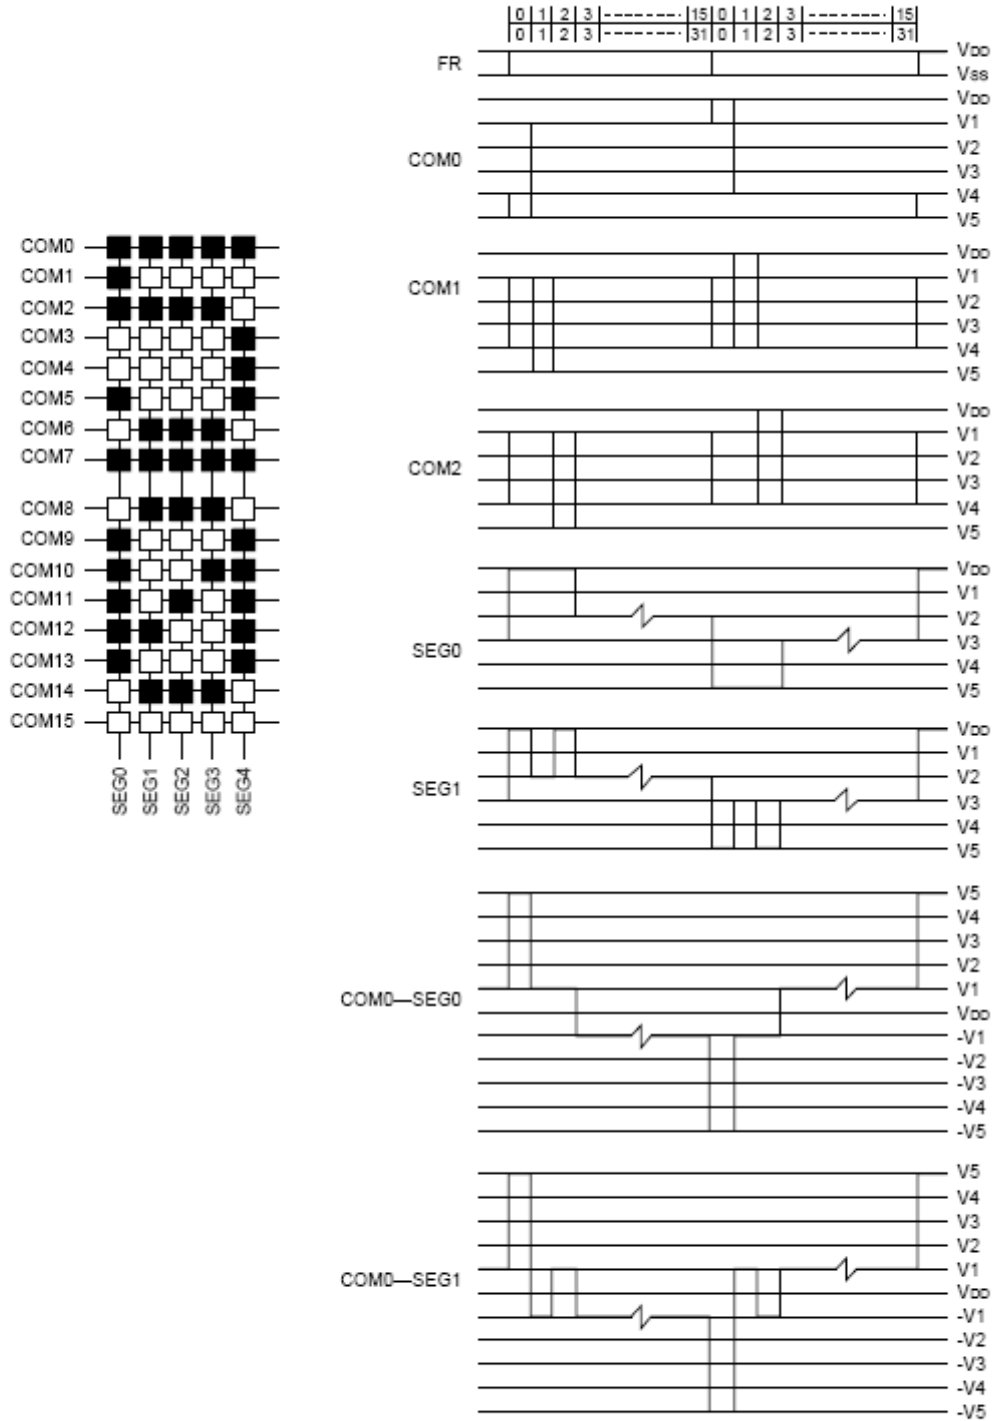 0 1 2 3 ---------- 15 0 1 2 3 ---------- 15
0 1 2 3 ---------- 31 0 1 2 3 ---------- 31
FR
VDD
VSS
COM0
VDD
V1
V2
V3
V4
V5
COM1
VDD
V1
V2
V3
V4
V5
COM2
VDD
V1
V2
V3
V4
V5
SEG0
VDD
V1
V2
V3
V4
V5
SEG1
VDD
V1
V2
V3
V4
V5
COM0—SEG0
V5
V4
V3
V2
V1
VDD
-V1
-V2
-V3
-V4
-V5
COM0—SEG1
V5
V4
V3
V2
V1
VDD
-V1
-V2
-V3
-V4
-V5
COM0
COM1
COM2
COM3
COM4
COM5
COM6
COM7
COM8
COM9
COM10
COM11
COM12
COM13
COM14
COM15
SEG0
SEG1
SEG2
SEG3
SEG4